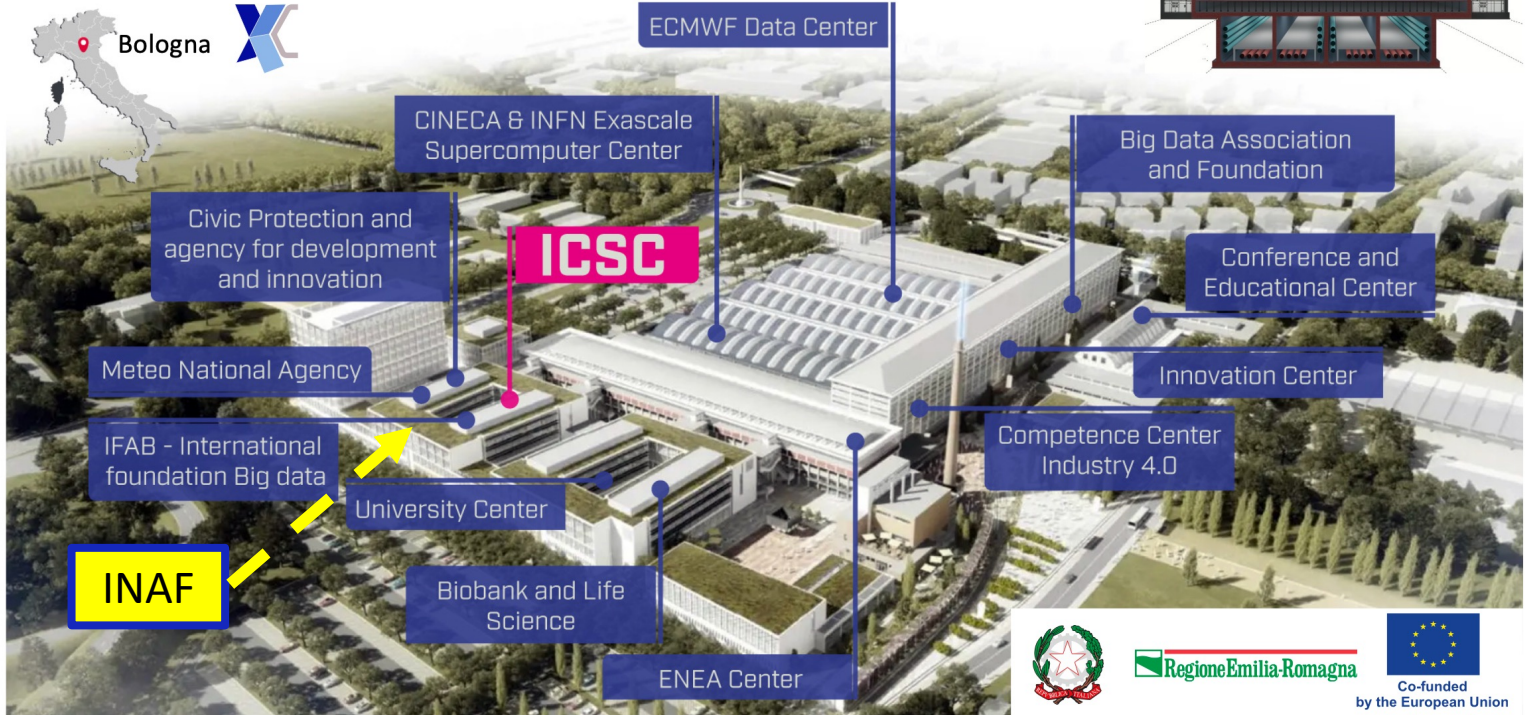 Bologna
ECMWF Data Center
CINECA & INFN Exascale
Supercomputer Center
Big Data Association
and Foundation
Civic Protection and
agency for development
and innovation
ICSC
Conference and
Educational Center
Meteo National Agency
Innovation Center
IFAB - International
foundation Big data
Competence Center
Industry 4.0
University Center
INAF
Biobank and Life
Science
ENEA Center
REPVBBLICA ITALIANA
RegioneEmilia-Romagna
Co-funded
by the European Union